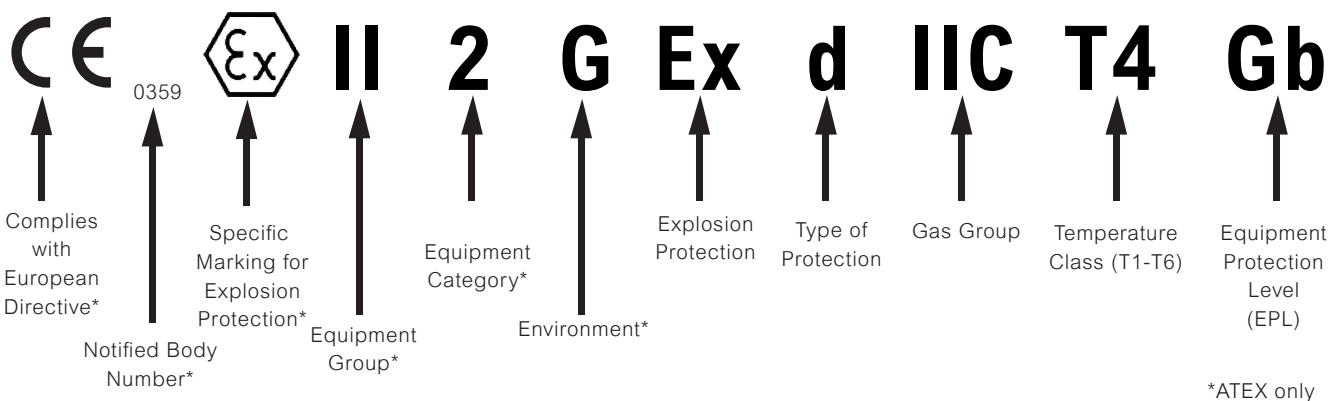 CE 0359 Ex II 2 G Ex d IIC T4 Gb
Complies
with
European
Directive*
Notified Body
Number*
Specific
Marking for
Explosion
Protection*
Equipment
Group*
Equipment
Category*
Environment*
Explosion
Protection
Type of
Protection
Gas Group
Temperature
Class (T1-T6)
Equipment
Protection
Level
(EPL)
*ATEX only